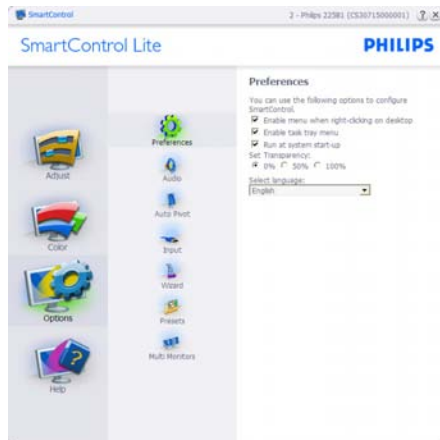 SmartControl
2 - Philips 225B1 (CS30715000001)
? X
SmartControl Lite
PHILIPS
Adjust
Color
Options
Help
Preferences
Audio
Auto Pivot
Input
Wizard
Presets
Multi Monitors
Preferences
You can use the following options to configure
SmartControl.
Enable menu when right-clicking on desktop
Enable task tray menu
Run at system start-up
Set Transparency:
0% 50% 100%
Select language:
English